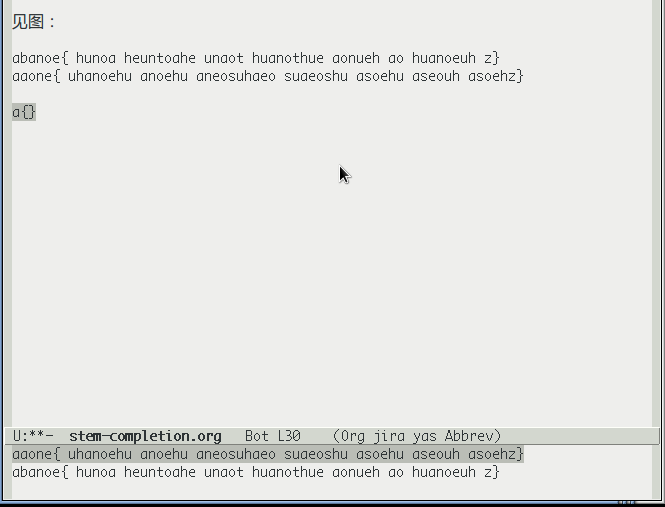 见图：
abanoe{ hunoa heuntoahe unaot huanothue aonueh ao huanoeuh z}
aaone{ uhanoehu anoehu aneosuhaeo suaeoshu asoehu aseouh asoehz}
a{}
U:**-  stem-completion.org   Bot L30    (Org jira yas Abbrev)
aaone{ uhanoehu anoehu aneosuhaeo suaeoshu asoehu aseouh asoehz}
abanoe{ hunoa heuntoahe unaot huanothue aonueh ao huanoeuh z}